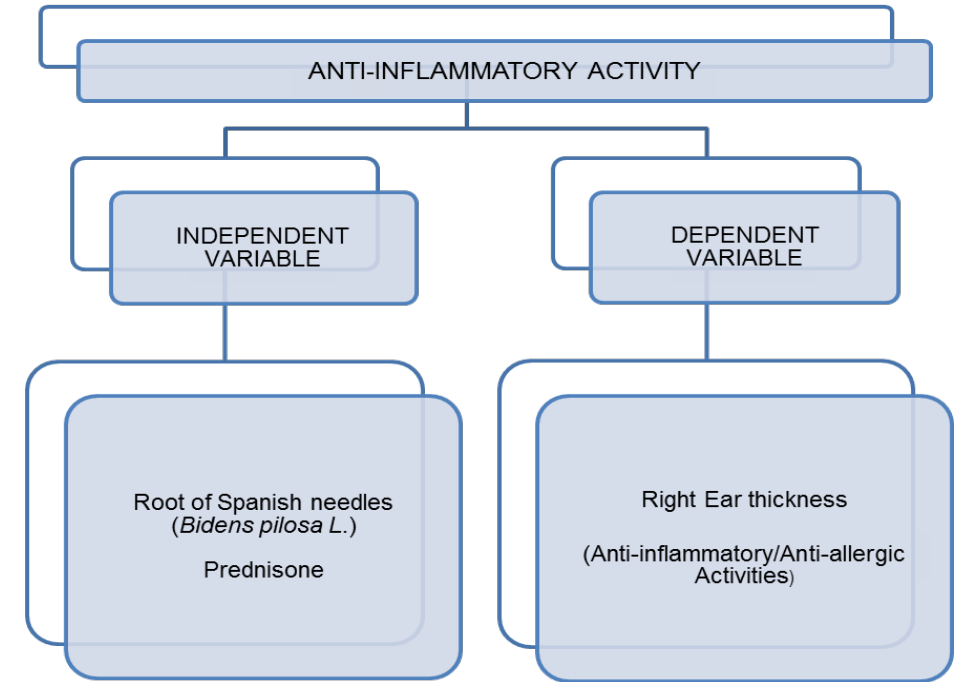 ANTI-INFLAMMATORY ACTIVITY
INDEPENDENT
VARIABLE
DEPENDENT
VARIABLE
Root of Spanish needles
(Bidens pilosa L.)
Prednisone
Right Ear thickness
(Anti-inflammatory/Anti-allergic
Activities)